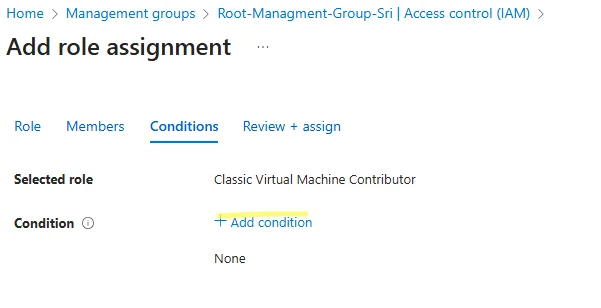 Home > Management groups > Root-Managment-Group-Sri | Access control (IAM) >
Add role assignment ...
Role Members Conditions Review + assign
Selected role Classic Virtual Machine Contributor
Condition + Add condition
None